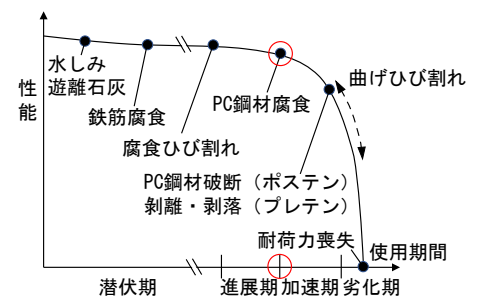 水しみ
遊離石灰
鉄筋腐食
腐食ひび割れ
PC鋼材腐食
曲げひび割れ
PC鋼材破断（ポステン）
剝離・剝落（プレテン）
耐荷力喪失
性能
使用期間
潜伏期
進展期
加速期
劣化期